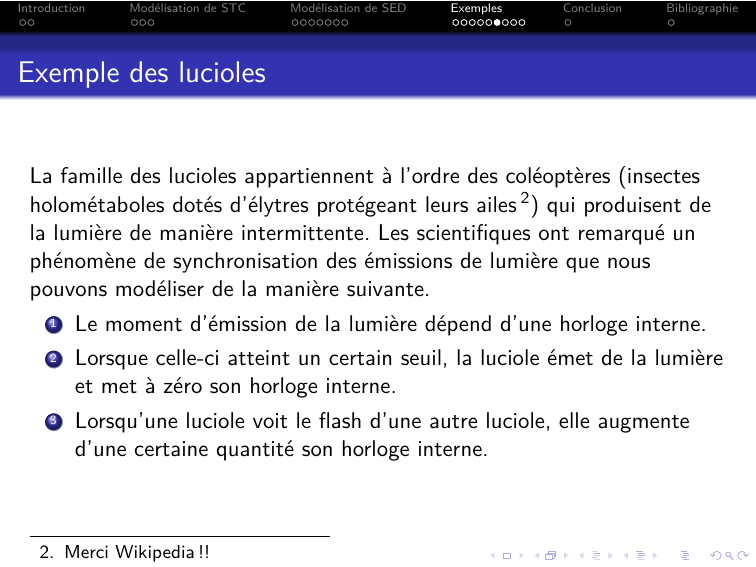 Introduction Modélisation de STC Modélisation de SED Exemples Conclusion Bibliographie
Exemple des lucioles
La famille des lucioles appartiennent à l'ordre des coléoptères (insectes
holométaboles dotés d'élytres protégeant leurs ailes 2) qui produisent de
la lumière de manière intermittente. Les scientifiques ont remarqué un
phénomène de synchronisation des émissions de lumière que nous
pouvons modéliser de la manière suivante.
1 Le moment d'émission de la lumière dépend d'une horloge interne.
2 Lorsque celle-ci atteint un certain seuil, la luciole émet de la lumière
et met à zéro son horloge interne.
3 Lorsqu'une luciole voit le flash d'une autre luciole, elle augmente
d'une certaine quantité son horloge interne.
2. Merci Wikipedia !!